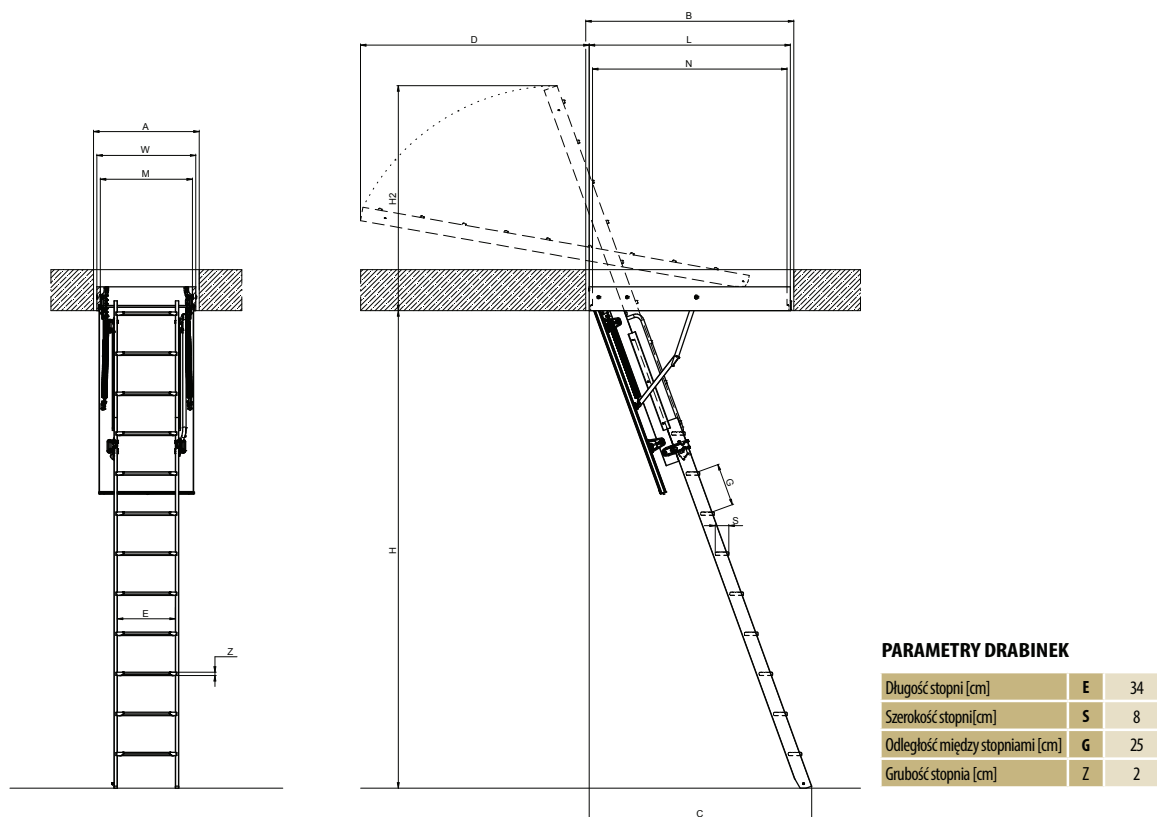 B
D
L
N
A
W
M
H2
G
S
H
E
Z
C
PARAMETRY DRABINEK
Długość stopni [cm] E 34
Szerokość stopni[cm] S 8
Odległość między stopniami [cm] G 25
Grubość stopnia [cm] Z 2